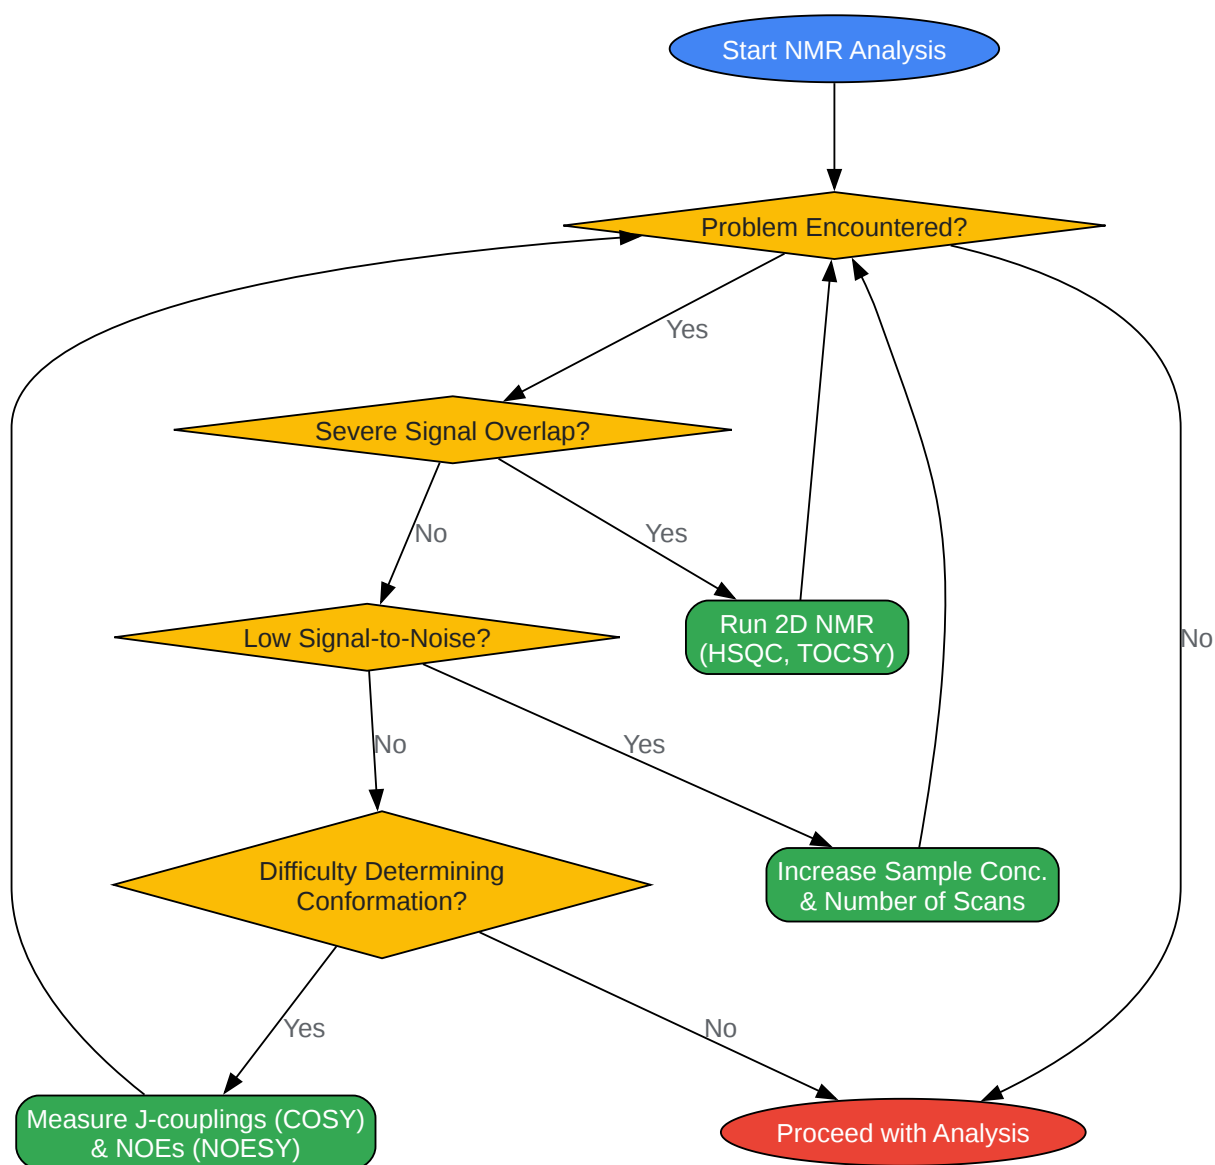 Start NMR Analysis
Problem Encountered?
Yes
Severe Signal Overlap?
No
Yes
Run 2D NMR
(HSQC, TOCSY)
Low Signal-to-Noise?
No
No
Yes
Difficulty Determining
Conformation?
Increase Sample Conc.
& Number of Scans
Yes
No
Measure J-couplings (COSY)
& NOEs (NOESY)
Proceed with Analysis